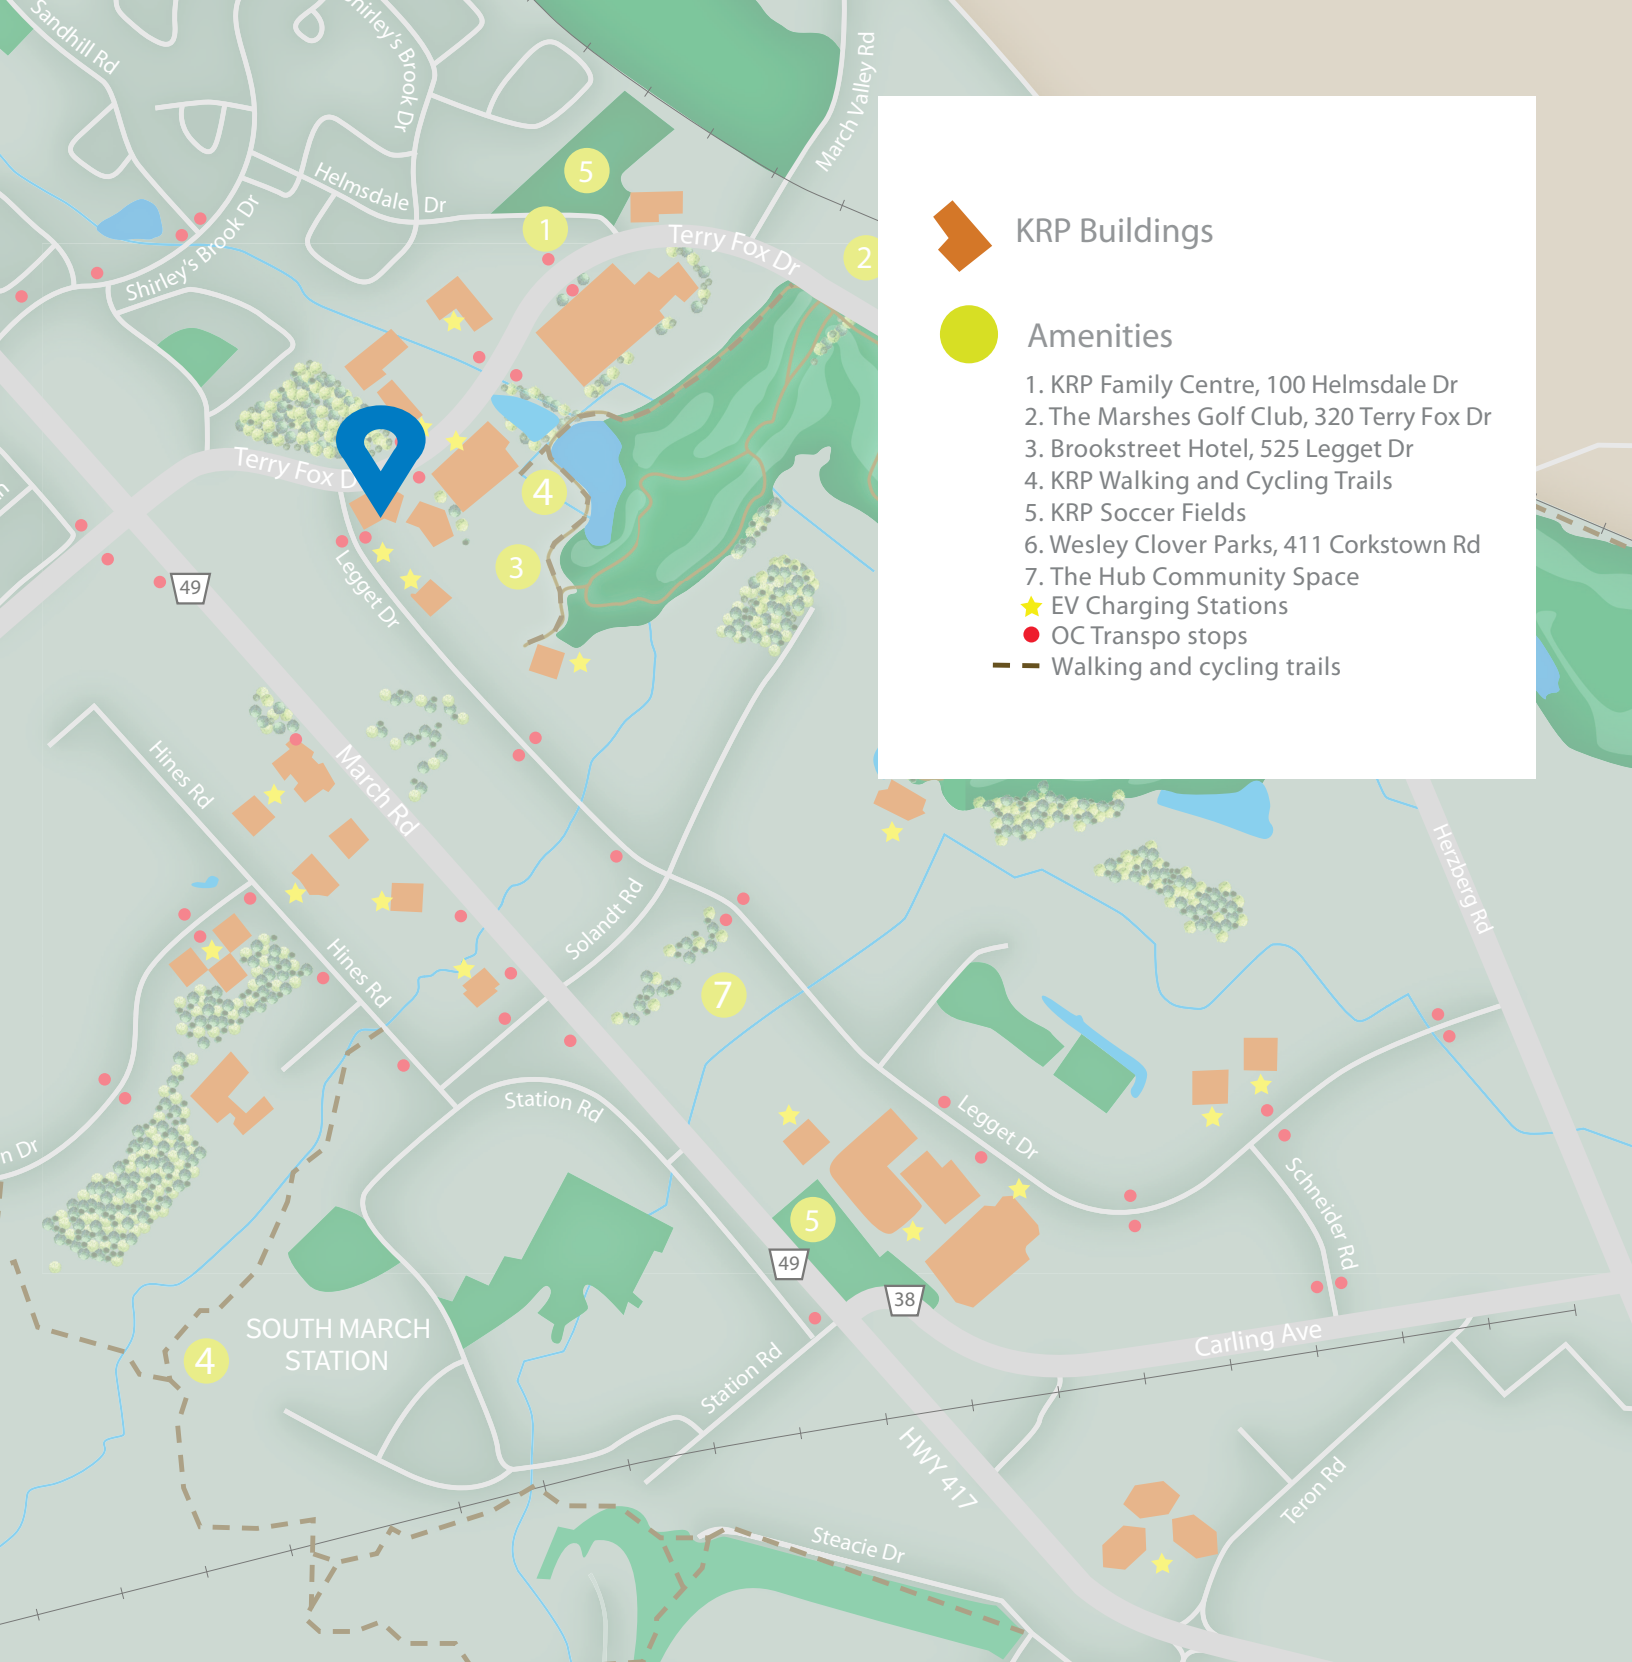 Sandhill Rd
Shirley's Brook Dr
March Valley Rd
Helmsdale Dr
5
1
Terry Fox Dr
2
Shirley's Brook Dr
KRP Buildings
Amenities
1. KRP Family Centre, 100 Helmsdale Dr
2. The Marshes Golf Club, 320 Terry Fox Dr
3. Brookstreet Hotel, 525 Legget Dr
4. KRP Walking and Cycling Trails
5. KRP Soccer Fields
6. Wesley Clover Parks, 411 Corkstown Rd
7. The Hub Community Space
EV Charging Stations
OC Transpo stops
Walking and cycling trails
Terry Fox D
4
3
49
Legget Dr
Hines Rd
March Rd
Herzberg Rd
Solandt Rd
Hines Rd
7
Station Rd
Legget Dr
n Dr
5
Schneider Rd
49
38
SOUTH MARCH
STATION
4
Carling Ave
Station Rd
HWY 417
Teron Rd
Steacie Dr